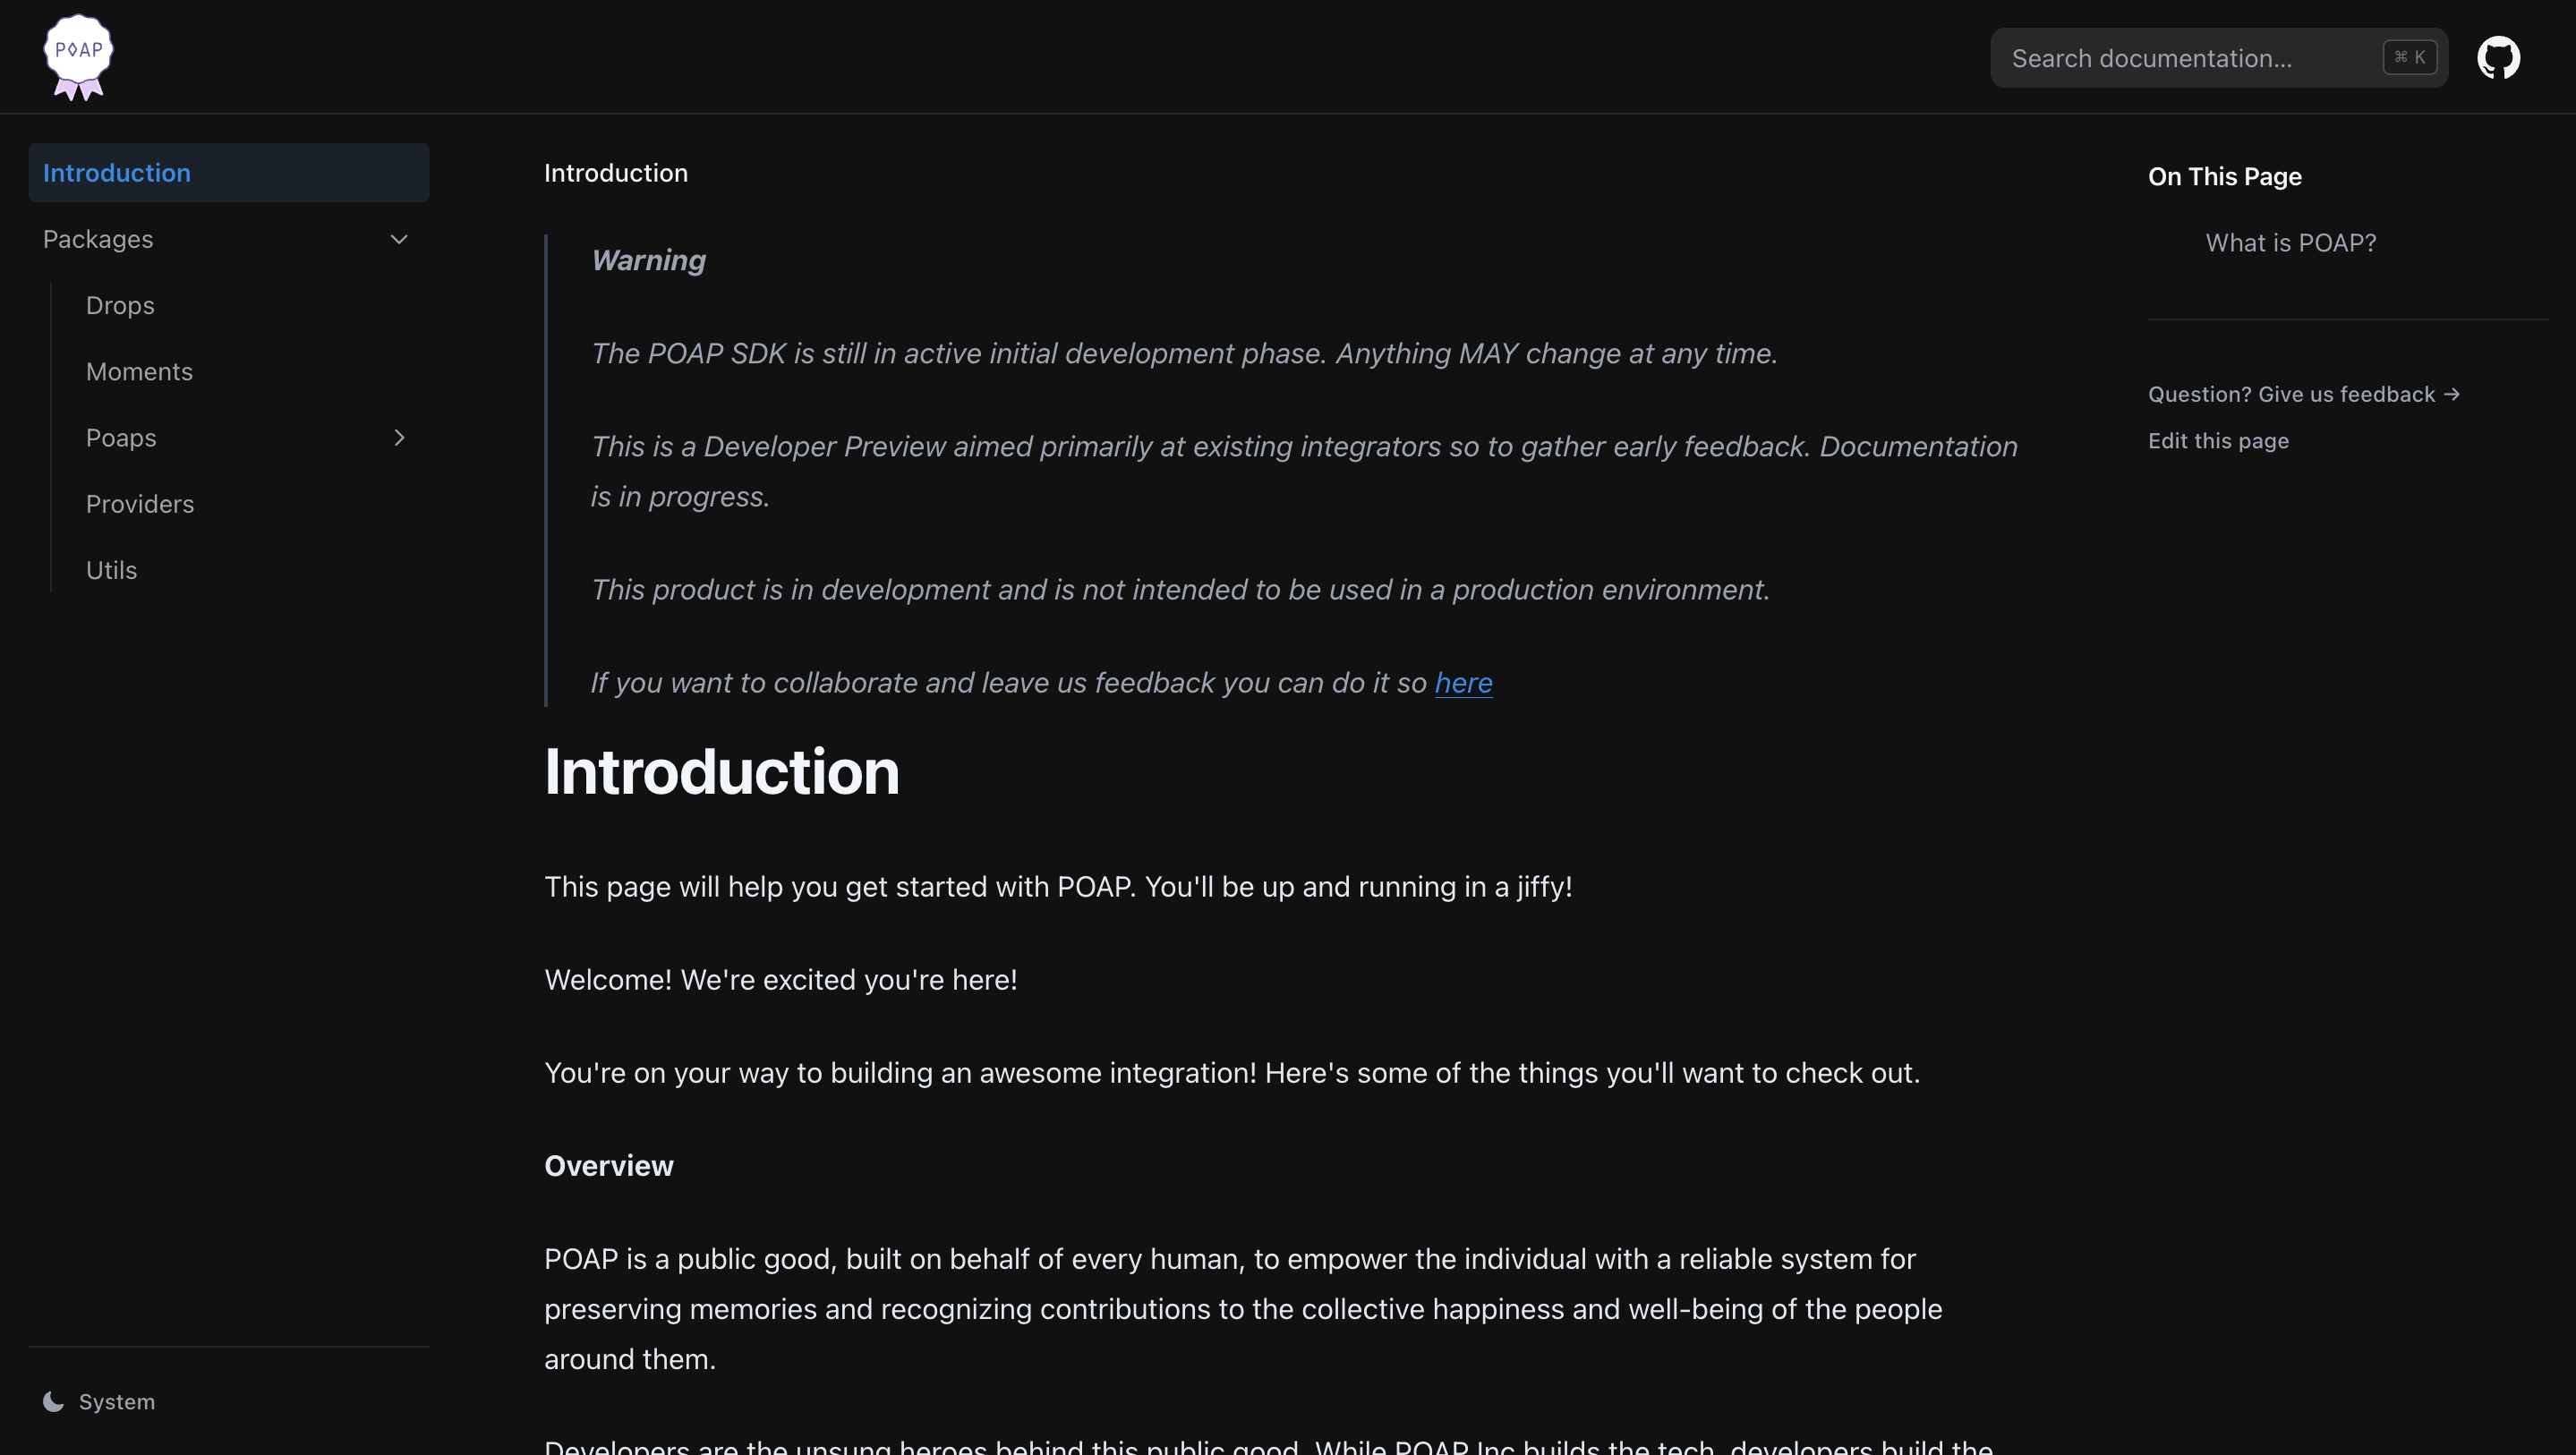 POAP
Search documentation...
⌘ K
Introduction
Packages
Drops
Moments
Poaps
Providers
Utils
System
Introduction
Warning
The POAP SDK is still in active initial development phase. Anything MAY change at any time.
This is a Developer Preview aimed primarily at existing integrators so to gather early feedback. Documentation
is in progress.
This product is in development and is not intended to be used in a production environment.
If you want to collaborate and leave us feedback you can do it so here
Introduction
This page will help you get started with POAP. You'll be up and running in a jiffy!
Welcome! We're excited you're here!
You're on your way to building an awesome integration! Here's some of the things you'll want to check out.
Overview
POAP is a public good, built on behalf of every human, to empower the individual with a reliable system for
preserving memories and recognizing contributions to the collective happiness and well-being of the people
around them.
Developers are the unsung heroes behind this public good. While POAP Inc builds the tech, developers build the
On This Page
What is POAP?
Question? Give us feedback →
Edit this page